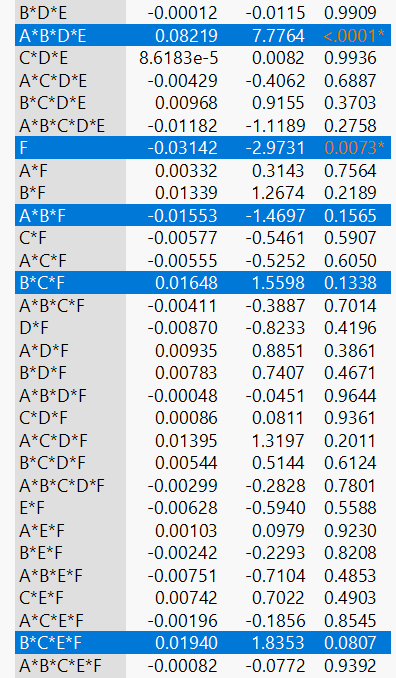 B*D*E -0.00012 -0.0115 0.9909
A*B*D*E 0.08219 7.7764 <.0001*
C*D*E 8.6183e-5 0.0082 0.9936
A*C*D*E -0.00429 -0.4062 0.6887
B*C*D*E 0.00968 0.9155 0.3703
A*B*C*D*E -0.01182 -1.1189 0.2758
F -0.03142 -2.9731 0.0073*
A*F 0.00332 0.3143 0.7564
B*F 0.01339 1.2674 0.2189
A*B*F -0.01553 -1.4697 0.1565
C*F -0.00577 -0.5461 0.5907
A*C*F -0.00555 -0.5252 0.6050
B*C*F 0.01648 1.5598 0.1338
A*B*C*F -0.00411 -0.3887 0.7014
D*F -0.00870 -0.8233 0.4196
A*D*F 0.00935 0.8851 0.3861
B*D*F 0.00783 0.7407 0.4671
A*B*D*F -0.00048 -0.0451 0.9644
C*D*F 0.00086 0.0811 0.9361
A*C*D*F 0.01395 1.3197 0.2011
B*C*D*F 0.00544 0.5144 0.6124
A*B*C*D*F -0.00299 -0.2828 0.7801
E*F -0.00628 -0.5940 0.5588
A*E*F 0.00103 0.0979 0.9230
B*E*F -0.00242 -0.2293 0.8208
A*B*E*F -0.00751 -0.7104 0.4853
C*E*F 0.00742 0.7022 0.4903
A*C*E*F -0.00196 -0.1856 0.8545
B*C*E*F 0.01940 1.8353 0.0807
A*B*C*E*F -0.00082 -0.0772 0.9392